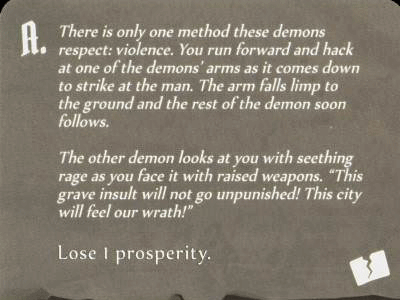 A.
There is only one method these demons
respect: violence. You run forward and hack
at one of the demons' arms as it comes down
to strike at the man. The arm falls limp to
the ground and the rest of the demon soon
follows.
The other demon looks at you with seething
rage as you face it with raised weapons. “This
grave insult will not go unpunished! This city
will feel our wrath!”
Lose 1 prosperity.